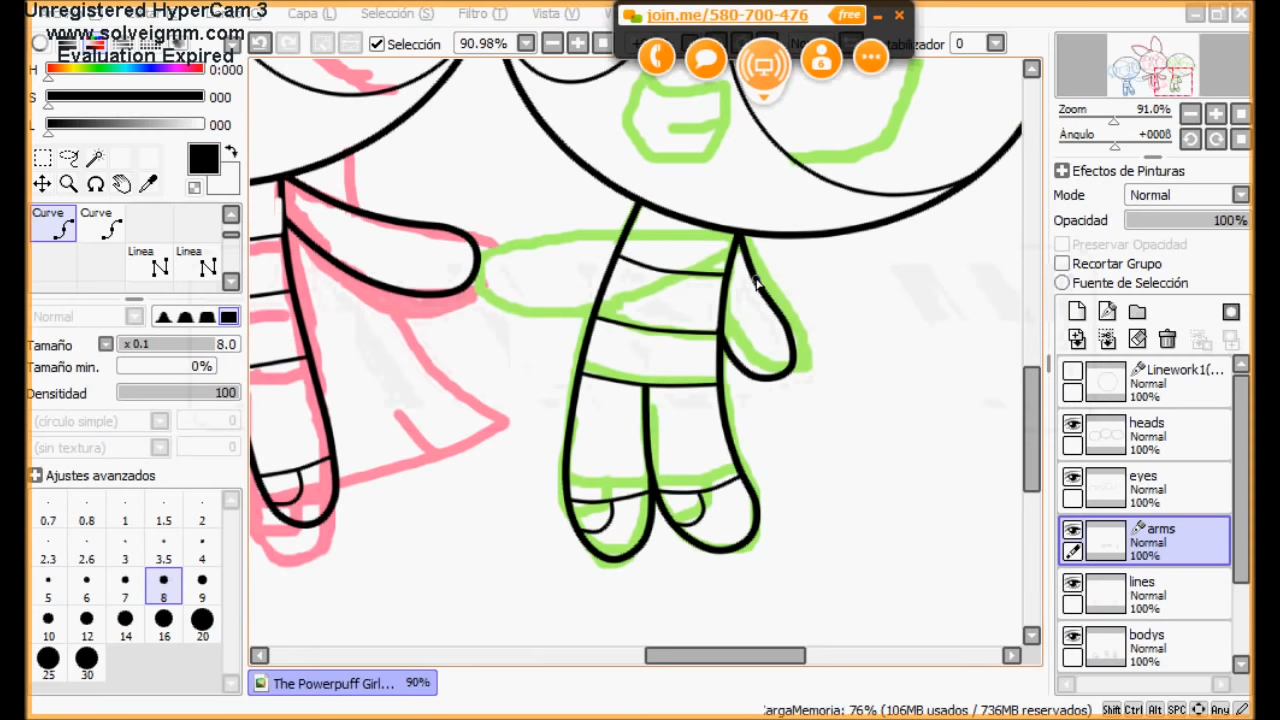 Unregistered HyperCam 3
www.solveigmm.com
Evaluation Expired
Capa (L)
Selección (S)
Filtro (T)
Vista (V)
join.me/580-700-476
free
Selección
90.98%
0
6
H
0:000
S
000
L
000
Curve
Curve
Linea
Linea
Normal
Tamaño
x 0.1
8.0
Tamaño min.
0%
Densitidad
100
(círculo simple)
0
(sin textura)
0
Ajustes avanzados
0.7 0.8 1 1.5 2
2.3 2.6 3 3.5 4
5 6 7 8 9
10 12 14 16 20
25 30
The Powerpuff Girl...
90%
Zoom
91.0%
Ángulo
+0008
Efectos de Pinturas
Mode
Normal
Opacidad
100%
Preservar Opacidad
Recortar Grupo
Fuente de Selección
Linework1(...
Normal
100%
heads
Normal
100%
eyes
Normal
100%
arms
Normal
100%
lines
Normal
100%
bodys
Normal
100%
CargaMemoria: 76% (106MB usados / 736MB reservados)
Shift Ctrl Alt SPC Any